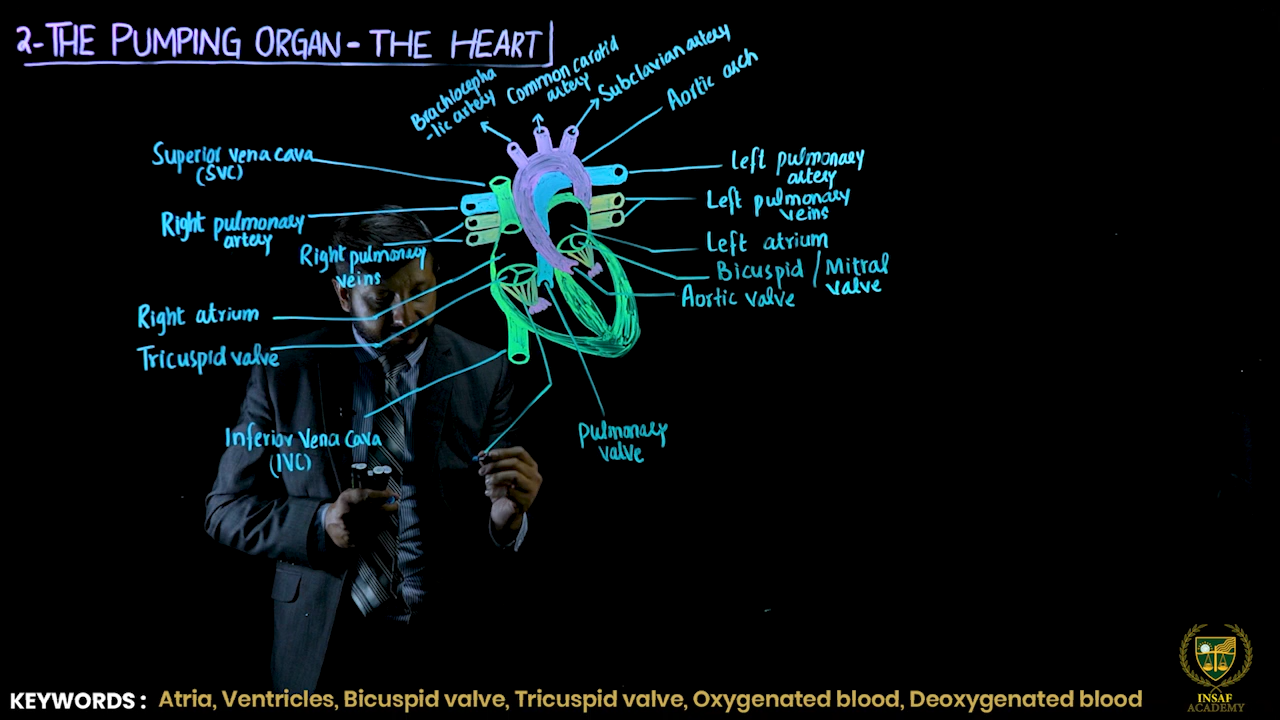 2-THE PUMPING ORGAN - THE HEART
Brachiocepha
-lic artery
Common carotid
artery
Subclavian artery
Aortic arch
Superior vena cava
(SVC)
Left pulmonary
artery
Right pulmonary
artery
Left pulmonary
veins
Right pulmonary
veins
Left atrium
Bicuspid / Mitral
valve
Aortic valve
Right atrium
Tricuspid valve
Inferior Vena Cava
(IVC)
Pulmonary
valve
KEYWORDS : Atria, Ventricles, Bicuspid valve, Tricuspid valve, Oxygenated blood, Deoxygenated blood
INSAF
ACADEMY